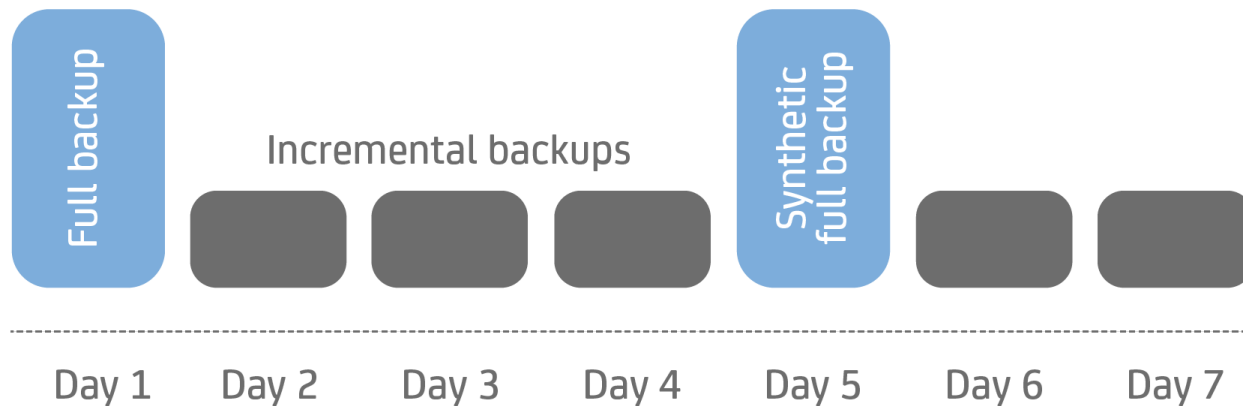 Full backup
Incremental backups
Synthetic
full backup
Day 1
Day 2
Day 3
Day 4
Day 5
Day 6
Day 7